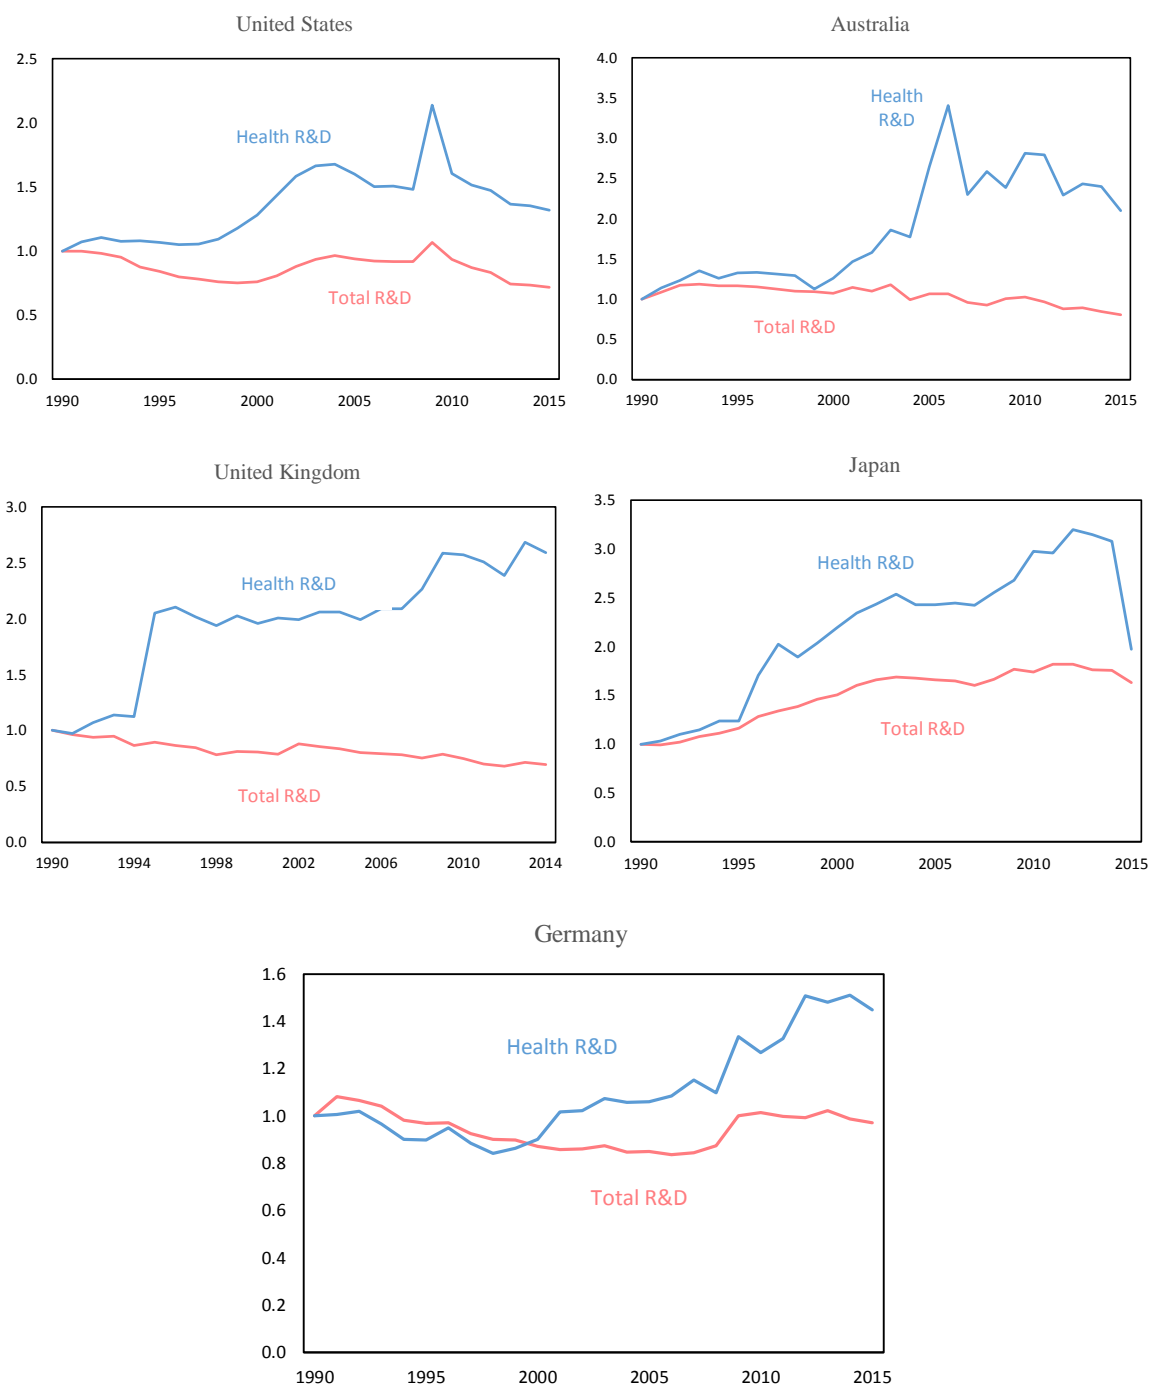 United States
2.5
2.0
1.5
1.0
0.5
0.0
Health R&D
Total R&D
1990 1995 2000 2005 2010 2015
Australia
4.0
3.5
3.0
2.5
2.0
1.5
1.0
0.5
0.0
Health
R&D
Total R&D
1990 1995 2000 2005 2010 2015
United Kingdom
3.0
2.5
2.0
1.5
1.0
0.5
0.0
Health R&D
Total R&D
1990 1994 1998 2002 2006 2010 2014
Japan
3.5
3.0
2.5
2.0
1.5
1.0
0.5
0.0
Health R&D
Total R&D
1990 1995 2000 2005 2010 2015
Germany
1.6
1.4
1.2
1.0
0.8
0.6
0.4
0.2
0.0
Health R&D
Total R&D
1990 1995 2000 2005 2010 2015